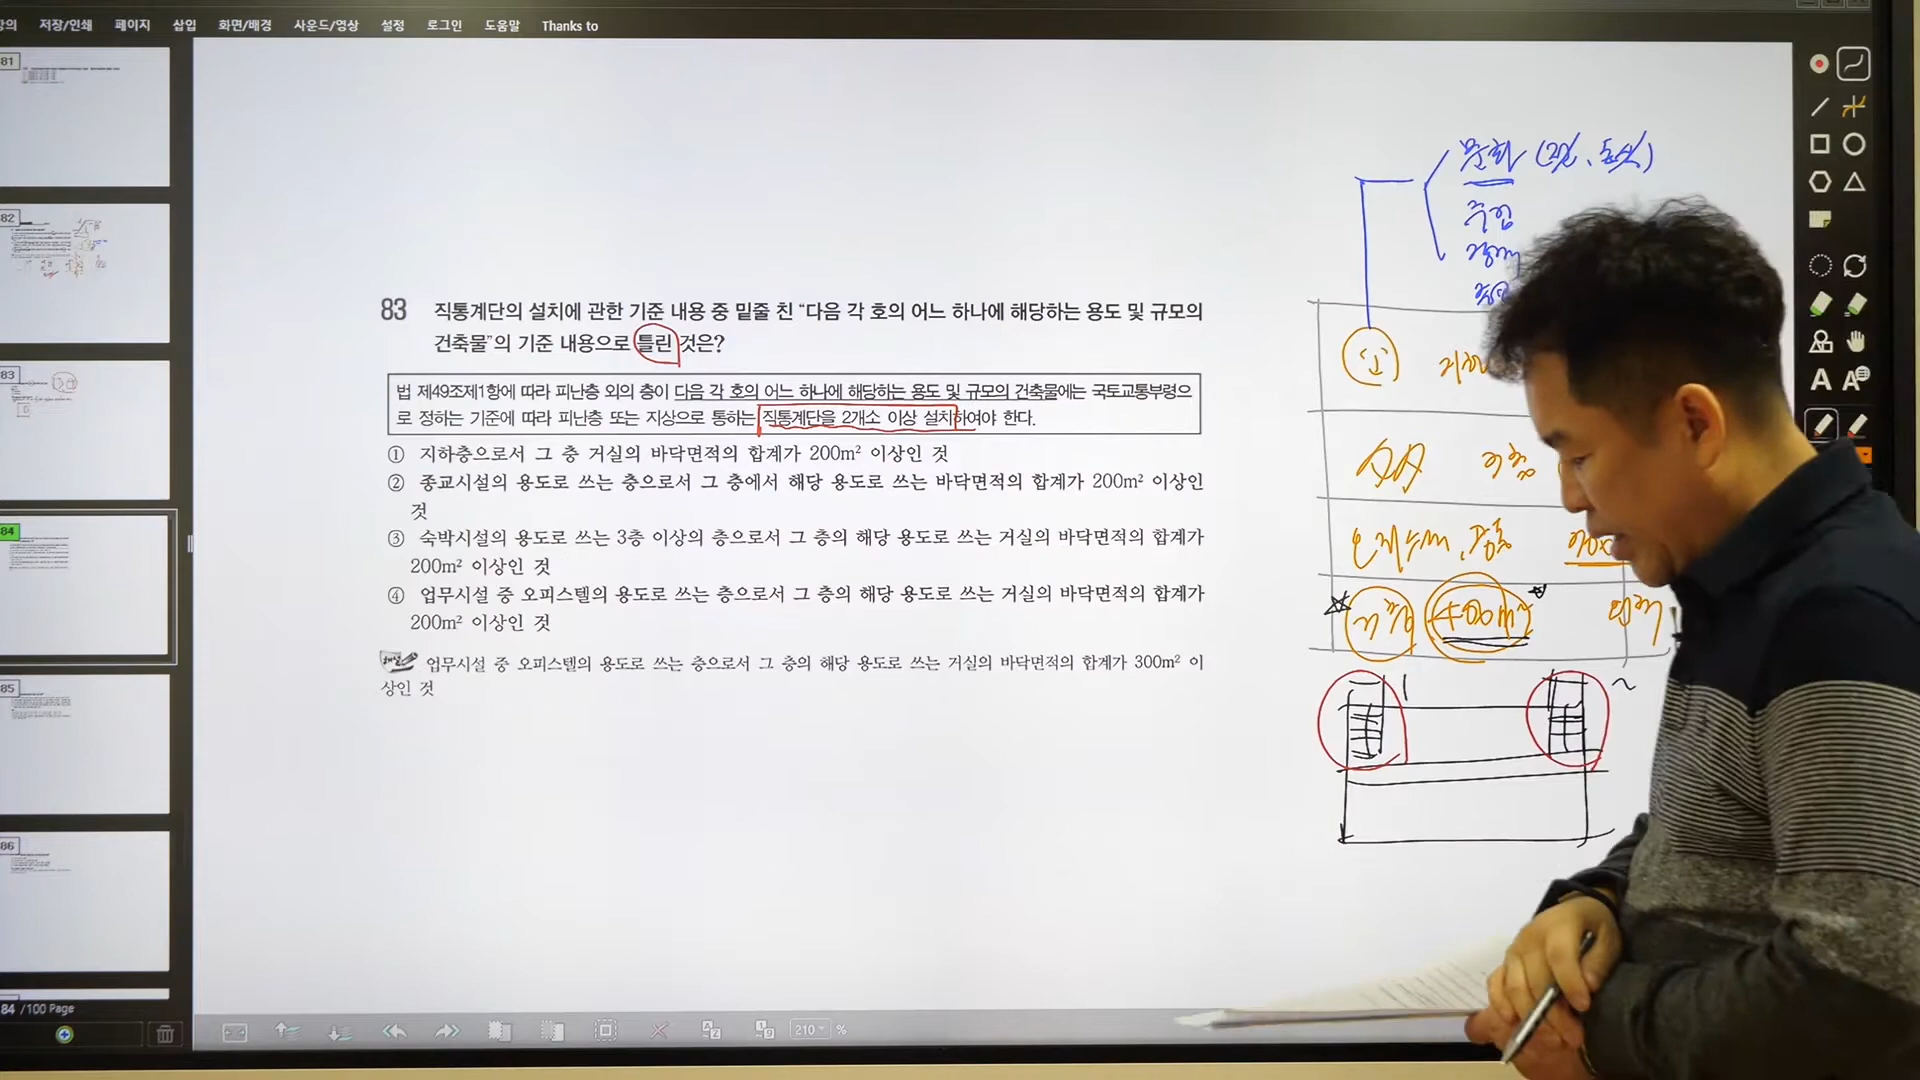 저장/인쇄 페이지 삽입 화면/배경 사운드/영상 설정 로그인 도움말 Thanks to
81
82
83
84
85
86
84 /100 Page
83 직통계단의 설치에 관한 기준 내용 중 밑줄 친 “다음 각 호의 어느 하나에 해당하는 용도 및 규모의
건축물”의 기준 내용으로 틀린 것은?
법 제49조제1항에 따라 피난층 외의 층이 다음 각 호의 어느 하나에 해당하는 용도 및 규모의 건축물에는 국토교통부령으
로 정하는 기준에 따라 피난층 또는 지상으로 통하는 직통계단을 2개소 이상 설치하여야 한다.
① 지하층으로서 그 층 거실의 바닥면적의 합계가 200m² 이상인 것
② 종교시설의 용도로 쓰는 층으로서 그 층에서 해당 용도로 쓰는 바닥면적의 합계가 200m² 이상인
것
③ 숙박시설의 용도로 쓰는 3층 이상의 층으로서 그 층의 해당 용도로 쓰는 거실의 바닥면적의 합계가
200m² 이상인 것
④ 업무시설 중 오피스텔의 용도로 쓰는 층으로서 그 층의 해당 용도로 쓰는 거실의 바닥면적의 합계가
200m² 이상인 것
해설 업무시설 중 오피스텔의 용도로 쓰는 층으로서 그 층의 해당 용도로 쓰는 거실의 바닥면적의 합계가 300m² 이
상인 것
문화
400m²
210 %